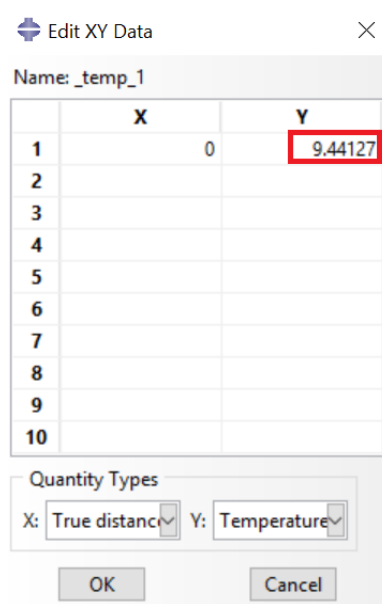 Edit XY Data
Name: _temp_1
X Y
1 0 9.44127
2
3
4
5
6
7
8
9
10
Quantity Types
X: True distanc Y: Temperature
OK Cancel